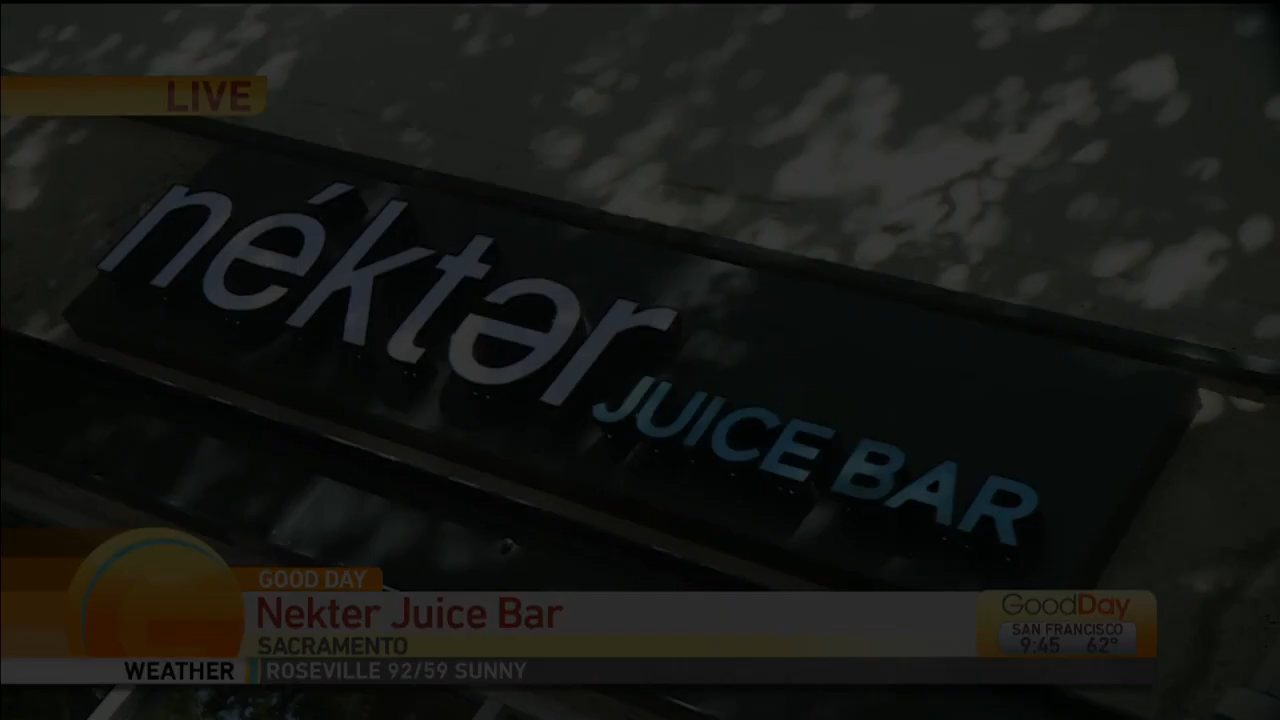 LIVE
néktər
JUICE BAR
GOOD DAY
Nekter Juice Bar
SACRAMENTO
WEATHER ROSEVILLE 92/59 SUNNY
GoodDay
SAN FRANCISCO
9:45 62°